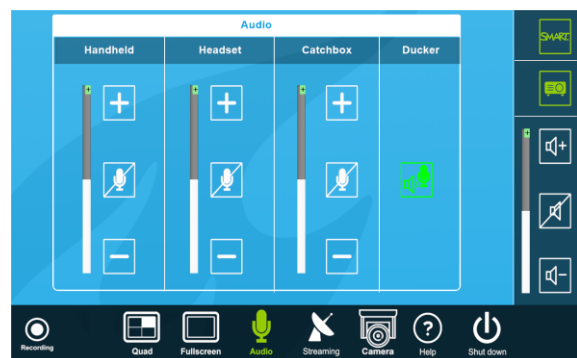 Audio
Handheld Headset Catchbox Ducker
SMART
Recording Quad Fullscreen Audio Streaming Camera Help Shut down